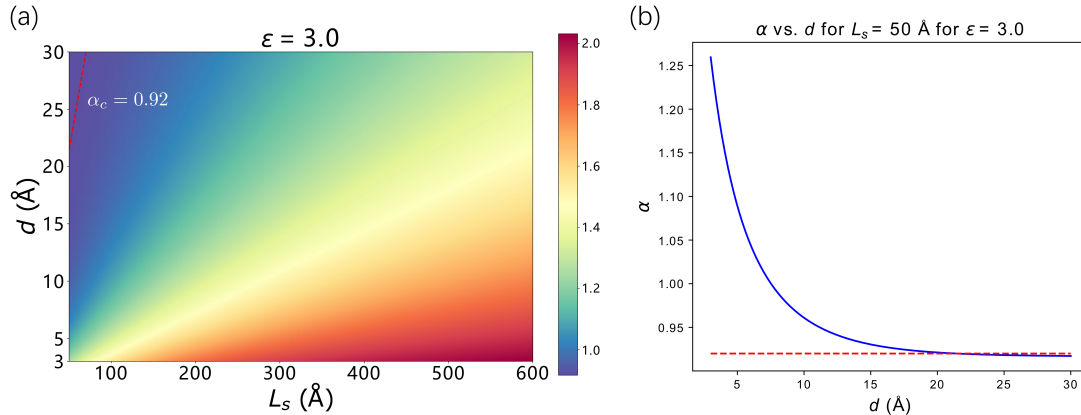 (a)
ε = 3.0
30
25
20
15
10
5
3
d (Å)
α_c = 0.92
100 200 300 400 500 600
L_s (Å)
2.0
1.8
1.6
1.4
1.2
1.0
(b)
α vs. d for L_s = 50 Å for ε = 3.0
1.25
1.20
1.15
1.10
1.05
1.00
0.95
α
5 10 15 20 25 30
d (Å)